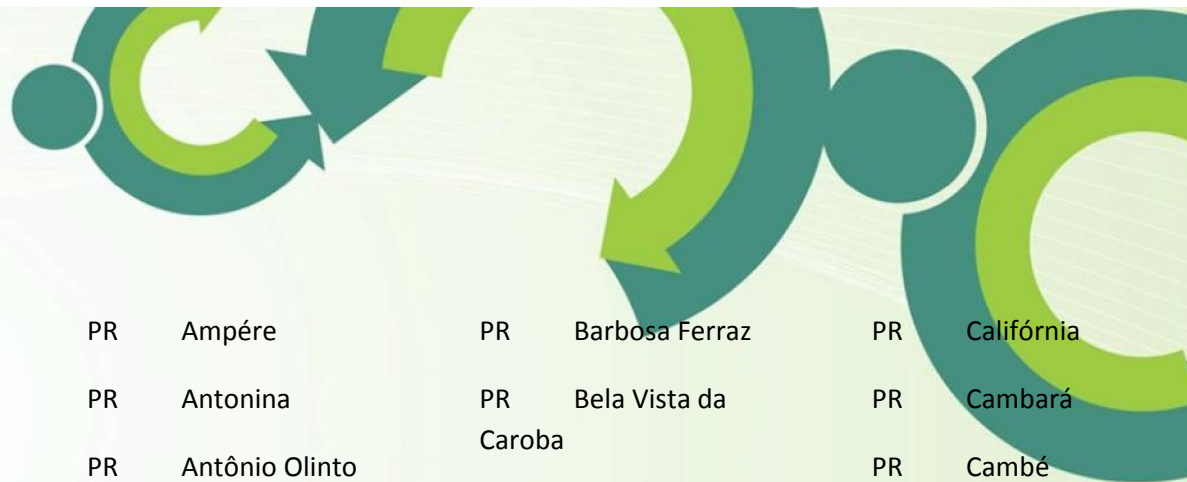 PR Ampére
PR Antonina
PR Antônio Olinto
PR Barbosa Ferraz
PR Bela Vista da
Caroba
PR Califórnia
PR Cambará
PR Cambé